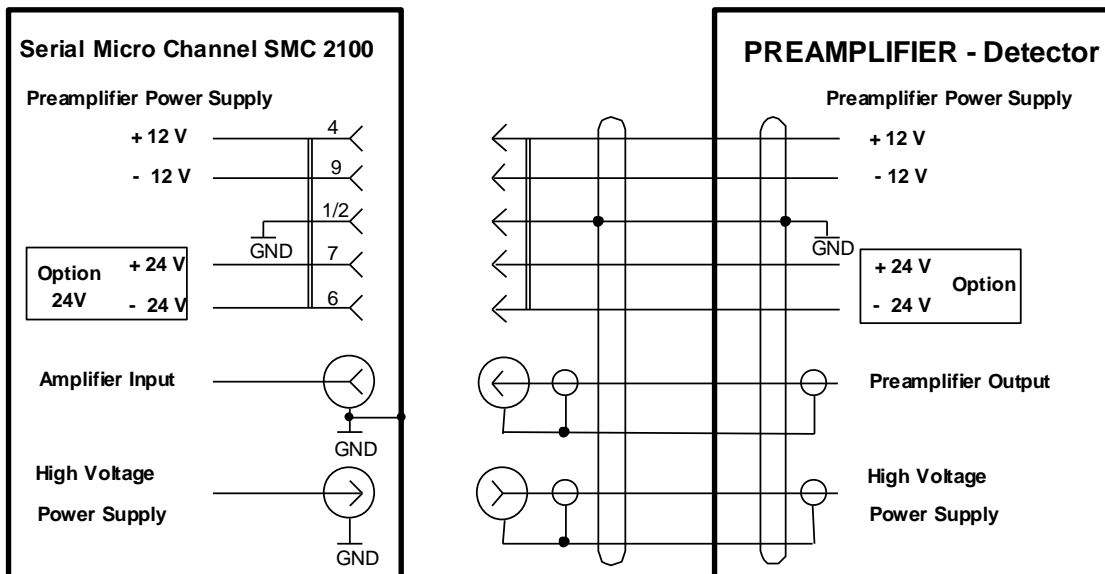 Serial Micro Channel SMC 2100
Preamplifier Power Supply
+ 12 V
4
- 12 V
9
1/2
GND
Option
24V
+ 24 V
7
- 24 V
6
Amplifier Input
GND
High Voltage
Power Supply
GND
PREAMPLIFIER - Detector
Preamplifier Power Supply
+ 12 V
- 12 V
GND
+ 24 V
- 24 V
Option
Preamplifier Output
High Voltage
Power Supply